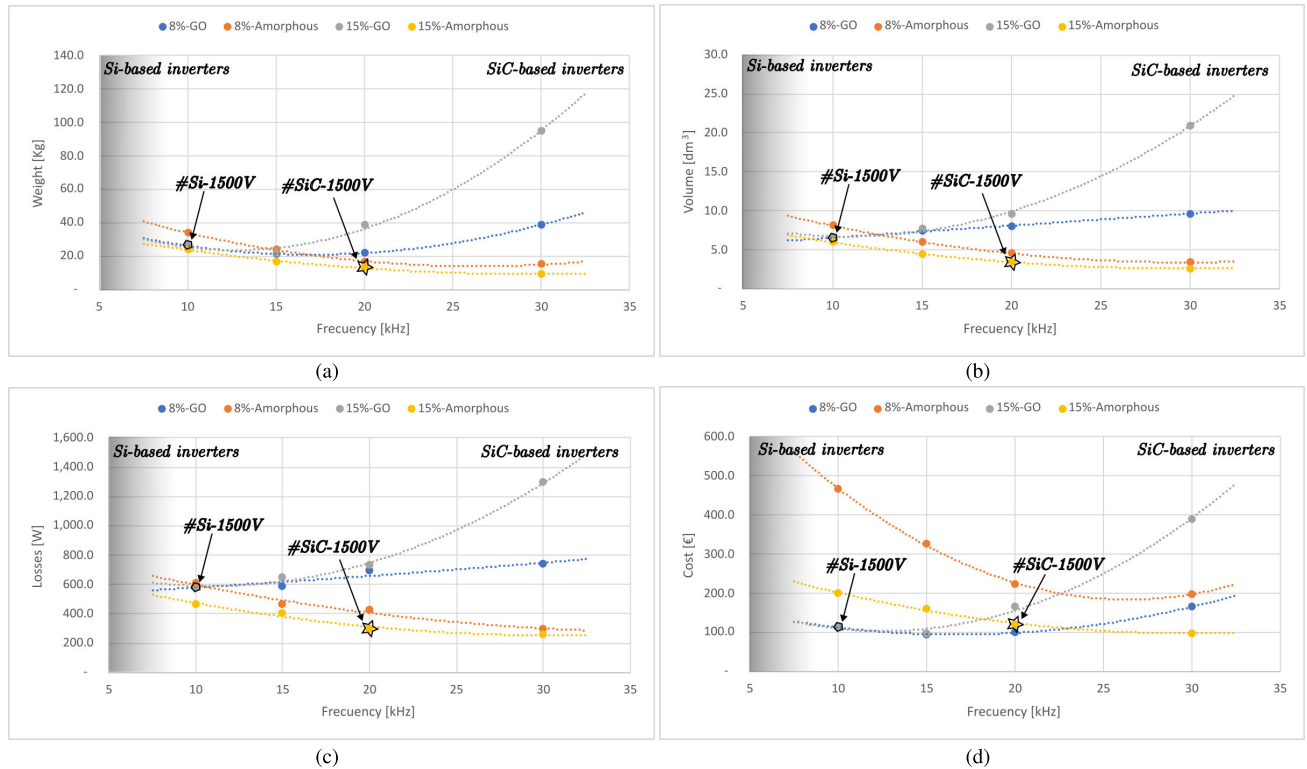 8%-GO 8%-Amorphous 15%-GO 15%-Amorphous
140.0
120.0
100.0
80.0
60.0
40.0
20.0
-
Weight [Kg]
Si-based inverters
SiC-based inverters
#Si-1500V
#SiC-1500V
5 10 15 20 25 30 35
Frecuency [kHz]
(a)
8%-GO 8%-Amorphous 15%-GO 15%-Amorphous
30.0
25.0
20.0
15.0
10.0
5.0
-
Volume [dm³]
Si-based inverters
SiC-based inverters
#Si-1500V
#SiC-1500V
5 10 15 20 25 30 35
Frecuency [kHz]
(b)
8%-GO 8%-Amorphous 15%-GO 15%-Amorphous
1,600.0
1,400.0
1,200.0
1,000.0
800.0
600.0
400.0
200.0
-
Losses [W]
Si-based inverters
SiC-based inverters
#Si-1500V
#SiC-1500V
5 10 15 20 25 30 35
Frecuency [kHz]
(c)
8%-GO 8%-Amorphous 15%-GO 15%-Amorphous
600.0
500.0
400.0
300.0
200.0
100.0
-
Cost [€]
Si-based inverters
SiC-based inverters
#Si-1500V
#SiC-1500V
5 10 15 20 25 30 35
Frecuency [kHz]
(d)